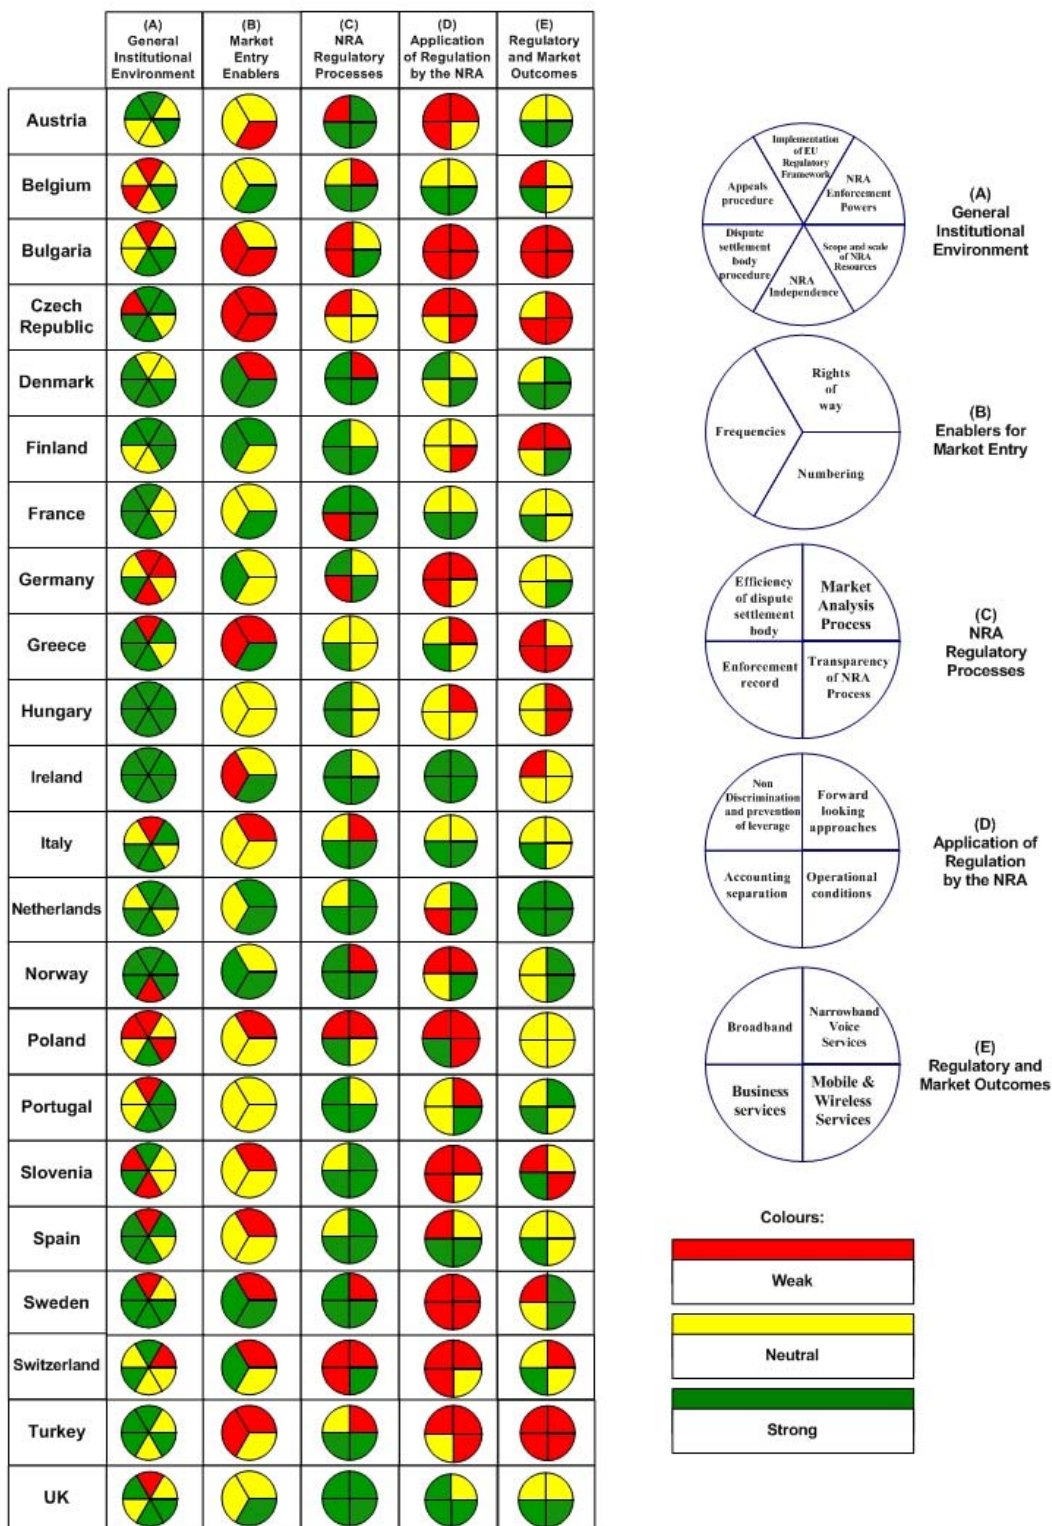 (A)
General
Institutional
Environment
(B)
Market
Entry
Enablers
(C)
NRA
Regulatory
Processes
(D)
Application
of Regulation
by the NRA
(E)
Regulatory
and Market
Outcomes
Austria
Belgium
Bulgaria
Czech
Republic
Denmark
Finland
France
Germany
Greece
Hungary
Ireland
Italy
Netherlands
Norway
Poland
Portugal
Slovenia
Spain
Sweden
Switzerland
Turkey
UK
Implementation
of EU
Regulatory
Framework
NRA
Enforcement
Powers
Appeals
procedure
Dispute
settlement
body
procedure
Scope and scale
of NRA
Resources
NRA
Independence
(A)
General
Institutional
Environment
Rights
of
way
Frequencies
Numbering
(B)
Enablers for
Market Entry
Efficiency
of dispute
settlement
body
Market
Analysis
Process
Enforcement
record
Transparency
of NRA
Process
(C)
NRA
Regulatory
Processes
Non
Discrimination
and prevention
of leverage
Forward
looking
approaches
Accounting
separation
Operational
conditions
(D)
Application of
Regulation
by the NRA
Broadband
Narrowband
Voice
Services
Business
services
Mobile &
Wireless
Services
(E)
Regulatory and
Market Outcomes
Colours:
Weak
Neutral
Strong